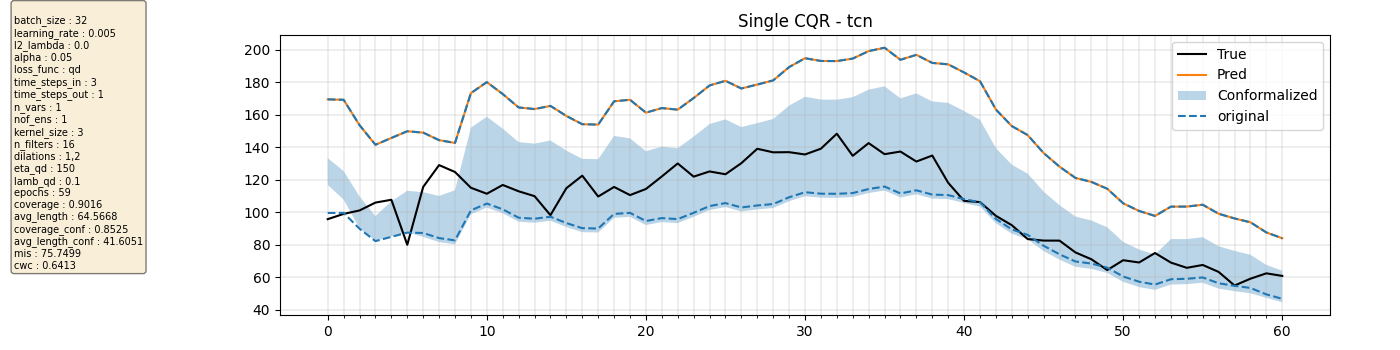 batch_size : 32
learning_rate : 0.005
l2_lambda : 0.0
alpha : 0.05
loss_func : qd
time_steps_in : 3
time_steps_out : 1
n_vars : 1
nof_ens : 1
kernel_size : 3
n_filters : 16
dilations : 1,2
eta_qd : 150
lamb_qd : 0.1
epochs : 59
coverage : 0.9016
avg_length : 64.5668
coverage_conf : 0.8525
avg_length_conf : 41.6051
mis : 75.7499
cwc : 0.6413
Single CQR - tcn
True
Pred
Conformalized
original
200
180
160
140
120
100
80
60
40
0 10 20 30 40 50 60